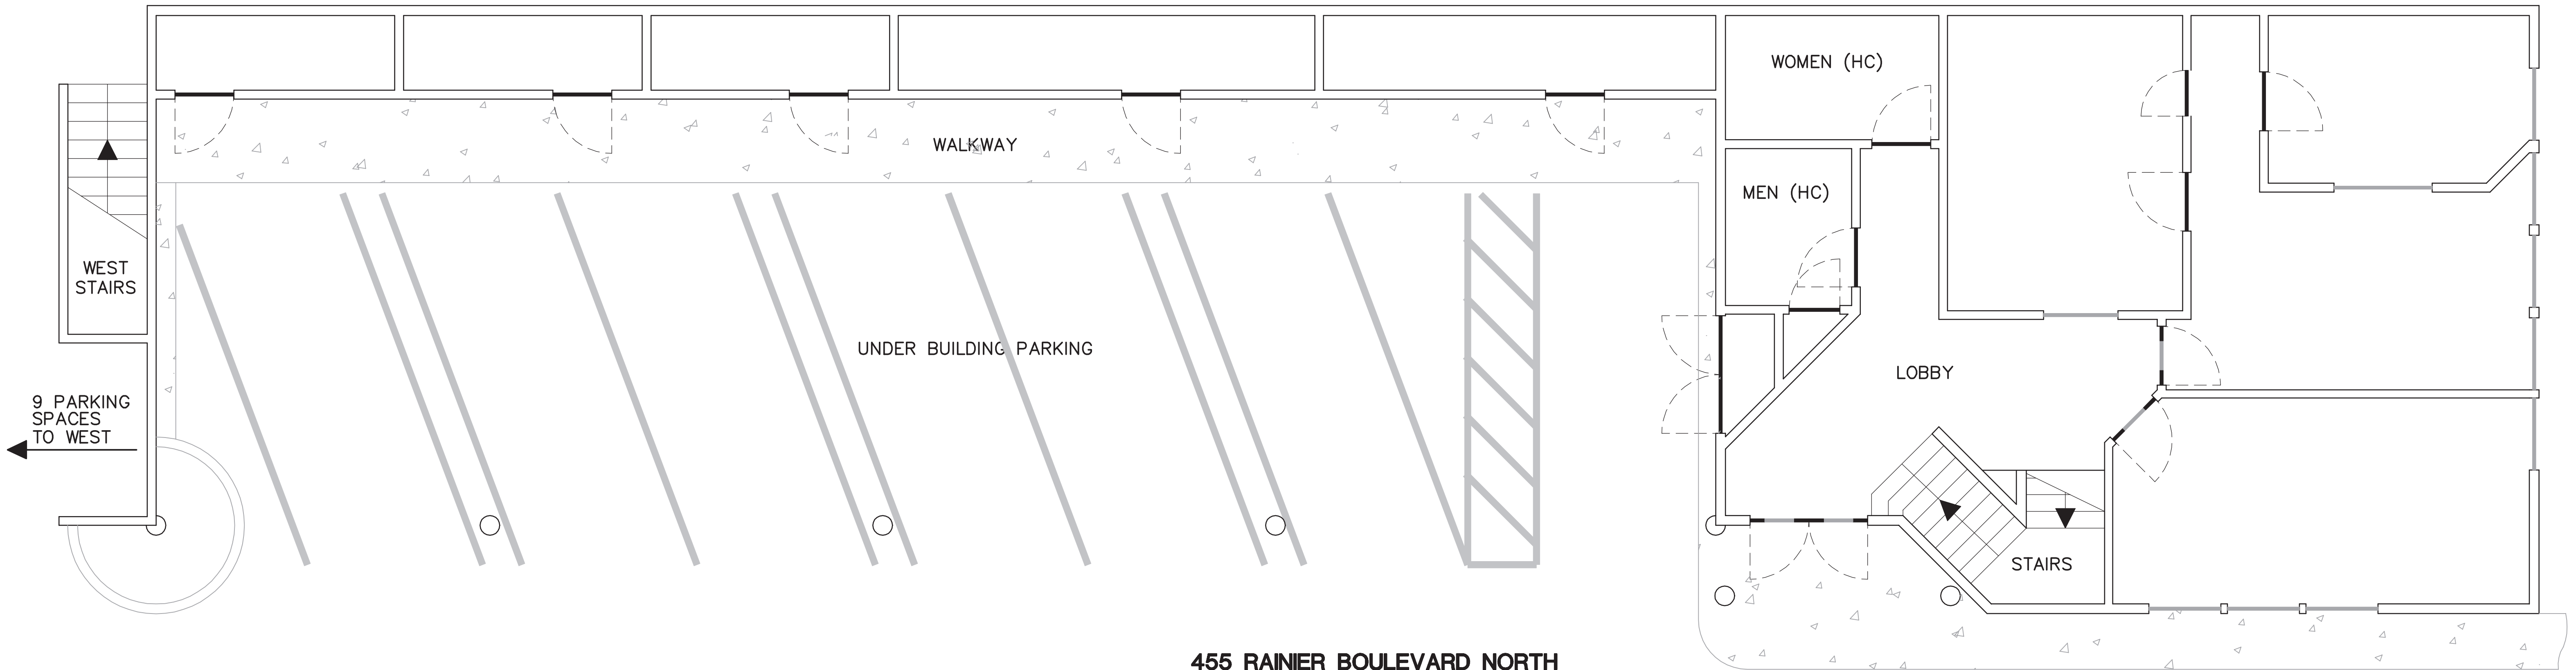 WOMEN (HC)
WALKWAY
MEN (HC)
WEST
STAIRS
UNDER BUILDING PARKING
LOBBY
9 PARKING
SPACES
TO WEST
STAIRS
455 RAINIER BOULEVARD NORTH